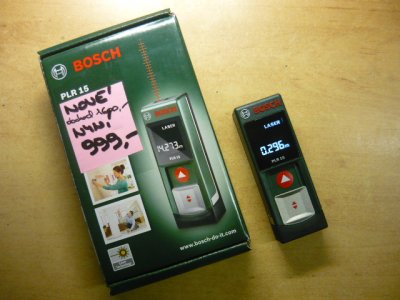 BOSCH
PLR 15
NOVÉ!
NYNÍ
999,-
LASER
14.273m
PLR 15
www.bosch-do-it.com
BOSCH
LASER
0.296m
PLR 15